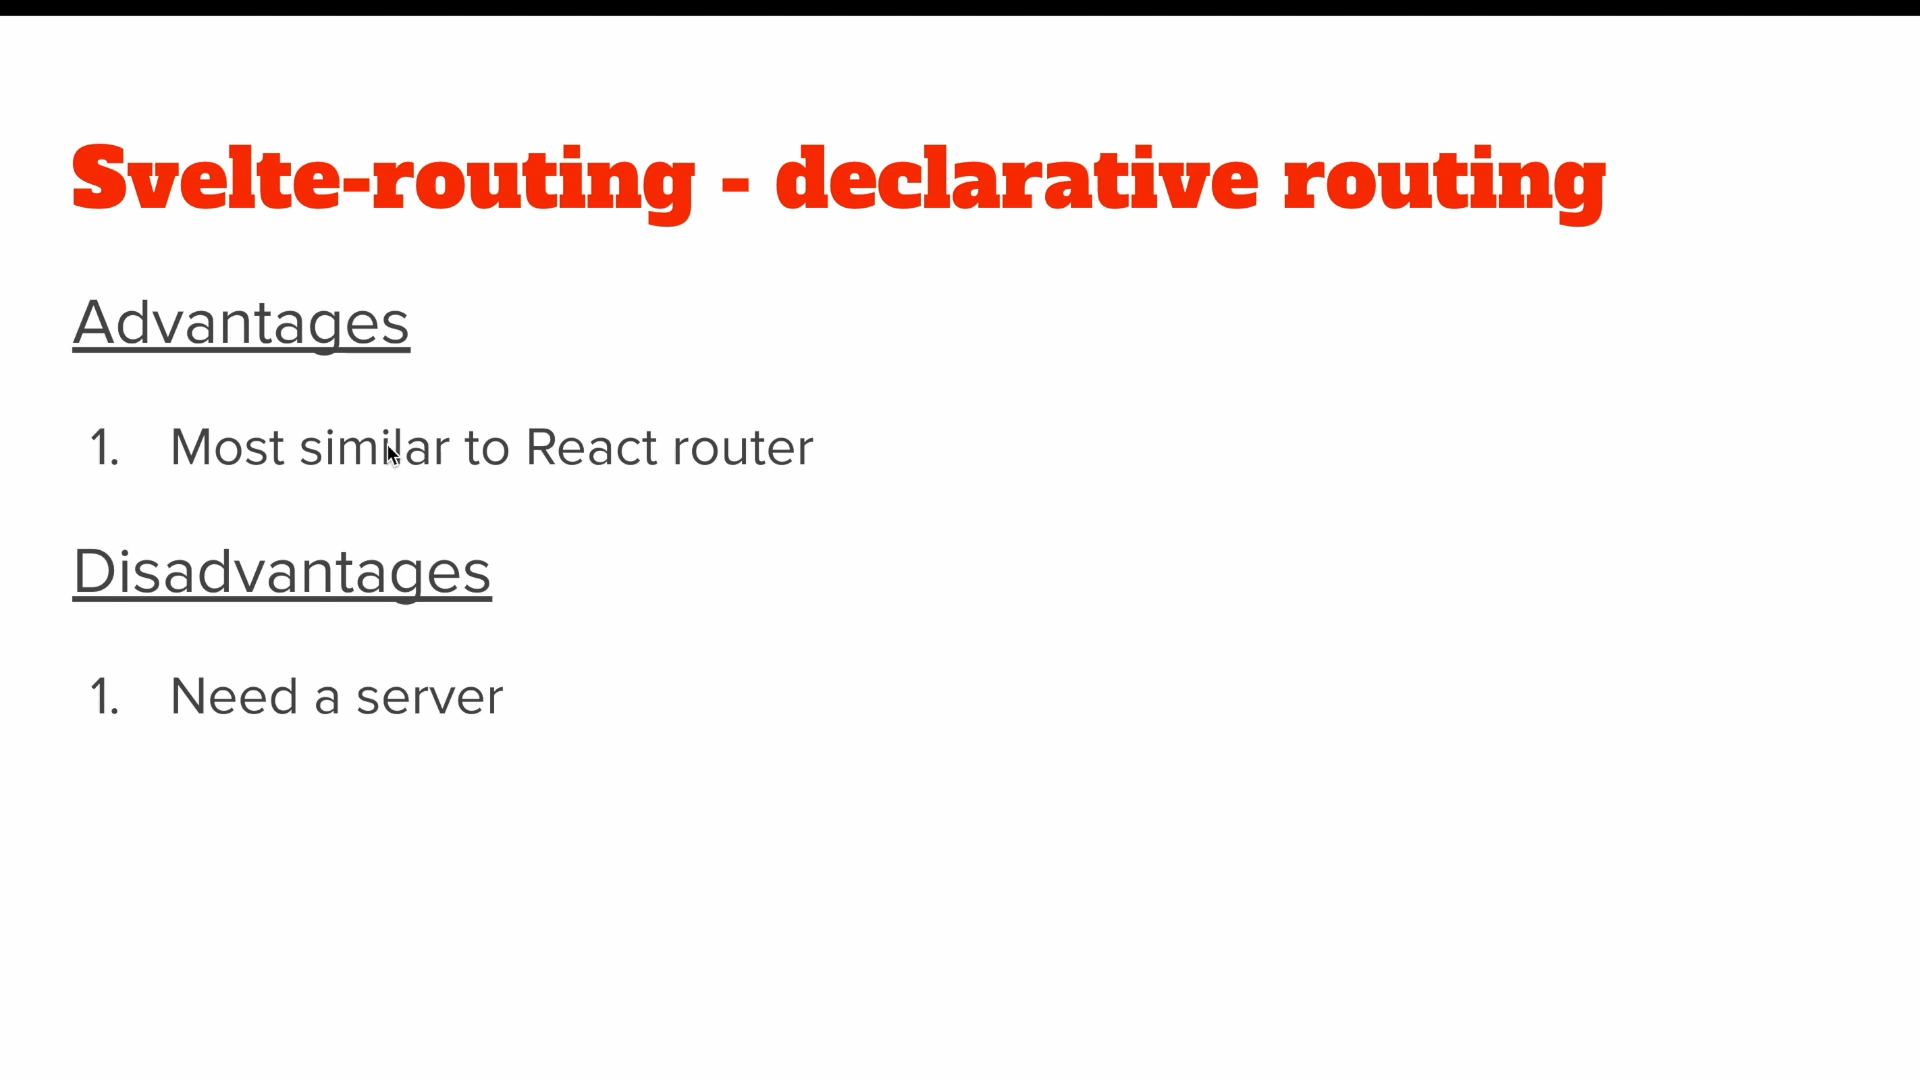 Svelte-routing - declarative routing
Advantages
1. Most similar to React router
Disadvantages
1. Need a server